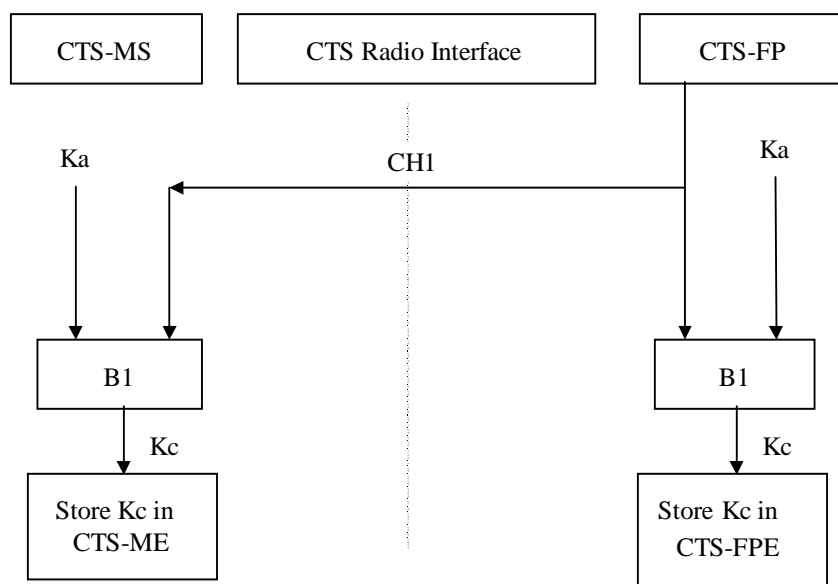 CTS-MS
CTS Radio Interface
CTS-FP
Ka
CH1
Ka
B1
B1
Kc
Kc
Store Kc in
CTS-ME
Store Kc in
CTS-FPE